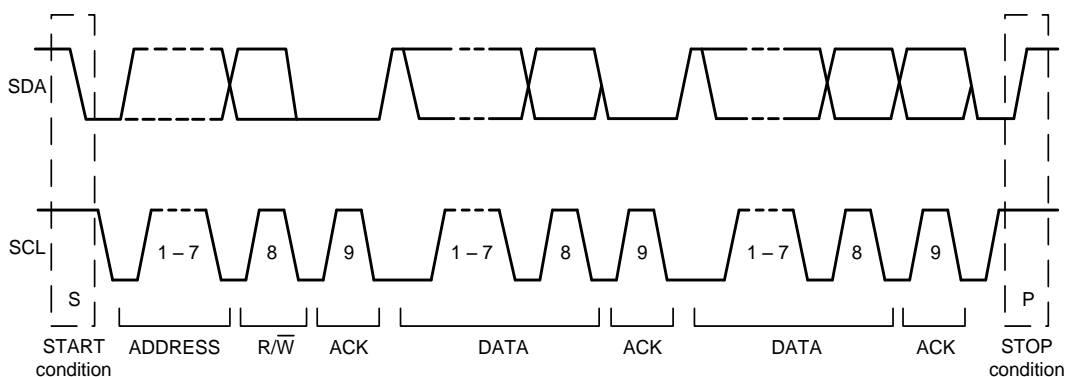 SDA
SCL
1 – 7
8
9
1 – 7
8
9
1 – 7
8
9
S
P
START
condition
ADDRESS
R/W̅
ACK
DATA
ACK
DATA
ACK
STOP
condition